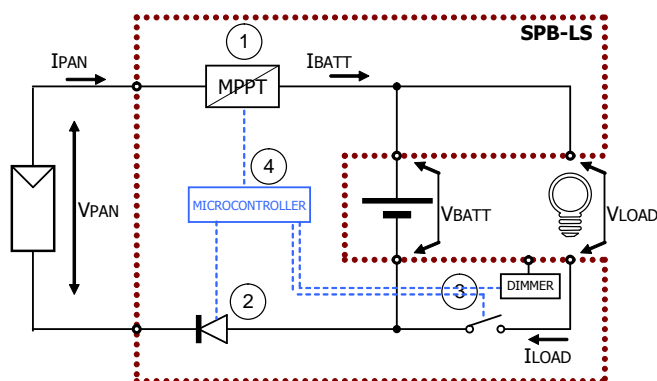 SPB-LS
1
IPAN
IBATT
MPPT
4
MICROCONTROLLER
VPAN
VBATT
VLOAD
DIMMER
3
2
ILOAD